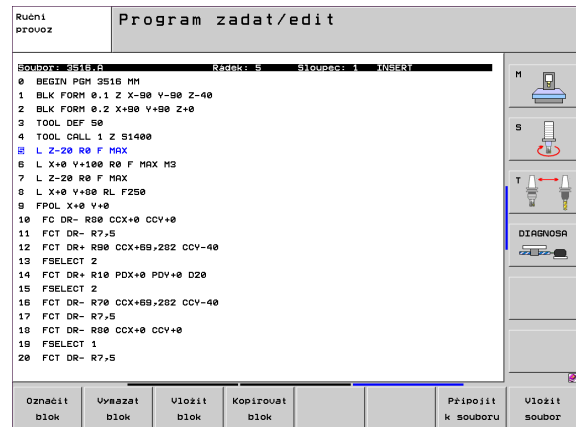 Ručni
provoz
Program zadat/edit
Soubor: 3516.A Rádek: 5 Sloupec: 1 INSERT
0 BEGIN PGM 3516 MM
1 BLK FORM 0.1 Z X-90 Y-90 Z-40
2 BLK FORM 0.2 X+90 Y+90 Z+0
3 TOOL DEF 50
4 TOOL CALL 1 Z S1400
5 L Z-20 R0 F MAX
6 L X+0 Y+100 R0 F MAX M3
7 L Z-20 R0 F MAX
8 L X+0 Y+80 RL F250
9 FPOL X+0 Y+0
10 FC DR- R80 CCX+0 CCY+0
11 FCT DR- R7,5
12 FCT DR+ R90 CCX+69,282 CCY-40
13 FSELECT 2
14 FCT DR+ R10 PDX+0 PDY+0 D20
15 FSELECT 2
16 FCT DR- R70 CCX+69,282 CCY-40
17 FCT DR- R7,5
18 FCT DR- R80 CCX+0 CCY+0
19 FSELECT 1
20 FCT DR- R7,5
M
S
T
DIAGNOSA
Označit
blok
Vymazat
blok
Vložit
blok
Kopirovat
blok
Připojit
k souboru
Vložit
soubor